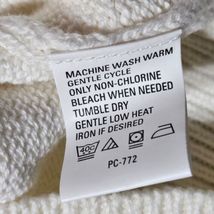 MACHINE WASH WARM
GENTLE CYCLE
ONLY NON-CHLORINE
BLEACH WHEN NEEDED
TUMBLE DRY
GENTLE LOW HEAT
IRON IF DESIRED
40C
PC-772